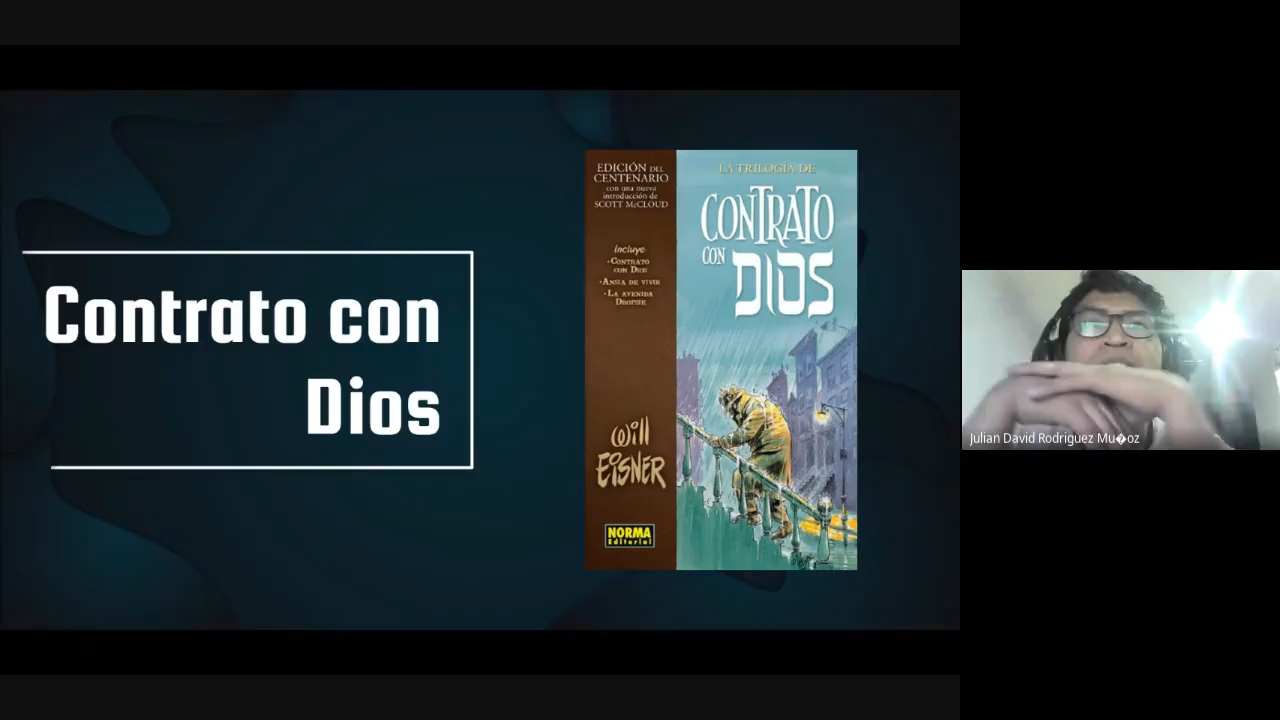 Contrato con
Dios
EDICIÓN DEL
CENTENARIO
con una nueva
introducción de
SCOTT McCLOUD
Incluye
·CONTRATO
CON DIOS
·ANSIA DE VIVIR
·LA AVENIDA
DROPSIE
Will
EISNER
NORMA
Editorial
LA TRILOGÍA DE
CONTRATO
CON DIOS
Julian David Rodriguez Mu�oz